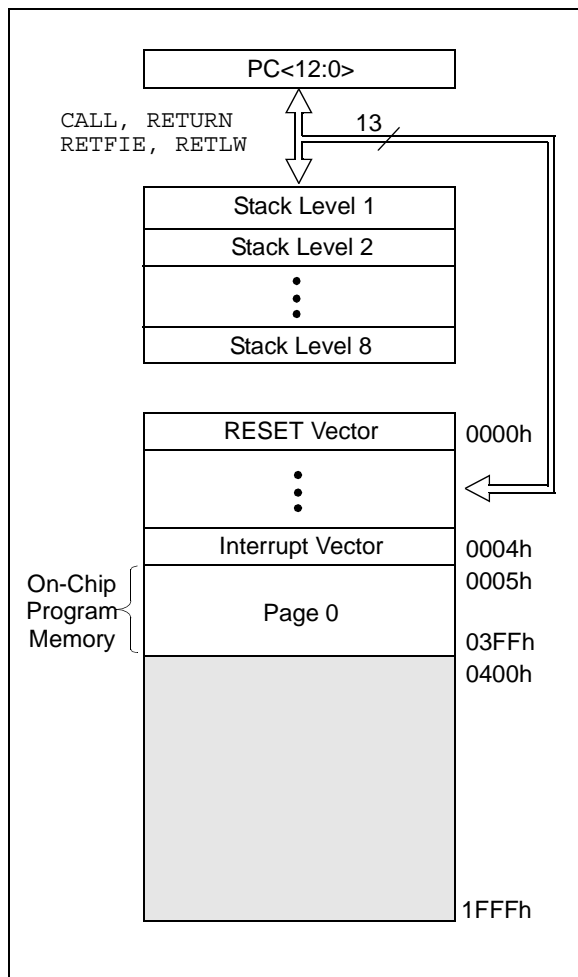 PC<12:0>
CALL, RETURN
RETFIE, RETLW
13
Stack Level 1
Stack Level 2
Stack Level 8
RESET Vector
0000h
Interrupt Vector
0004h
On-Chip
Program
Memory
Page 0
0005h
03FFh
0400h
1FFFh